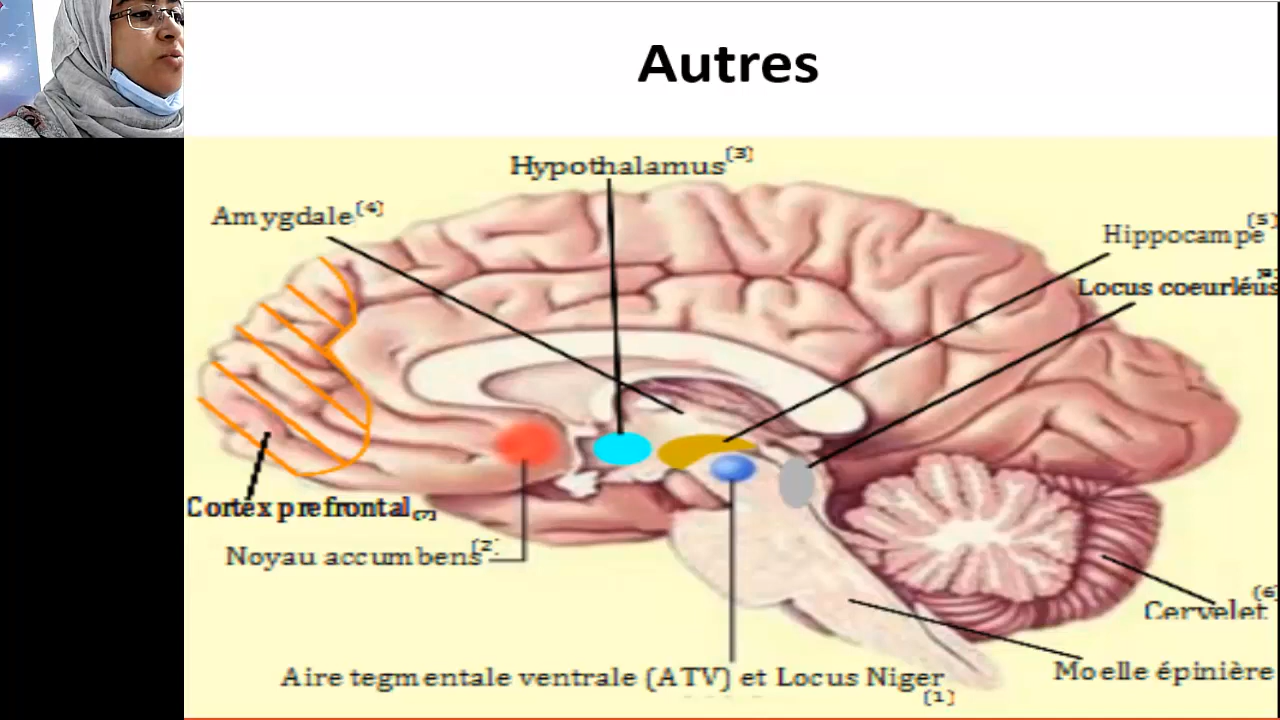 Autres
Hypothalamus(3)
Amygdale(4)
(5)
Hippocampe
Locus coeurléus
Cortex prefrontal(7)
Noyau accumbens(2)
(6)
Cervelet
Moelle épinière
Aire tegmentale ventrale (ATV) et Locus Niger
(1)